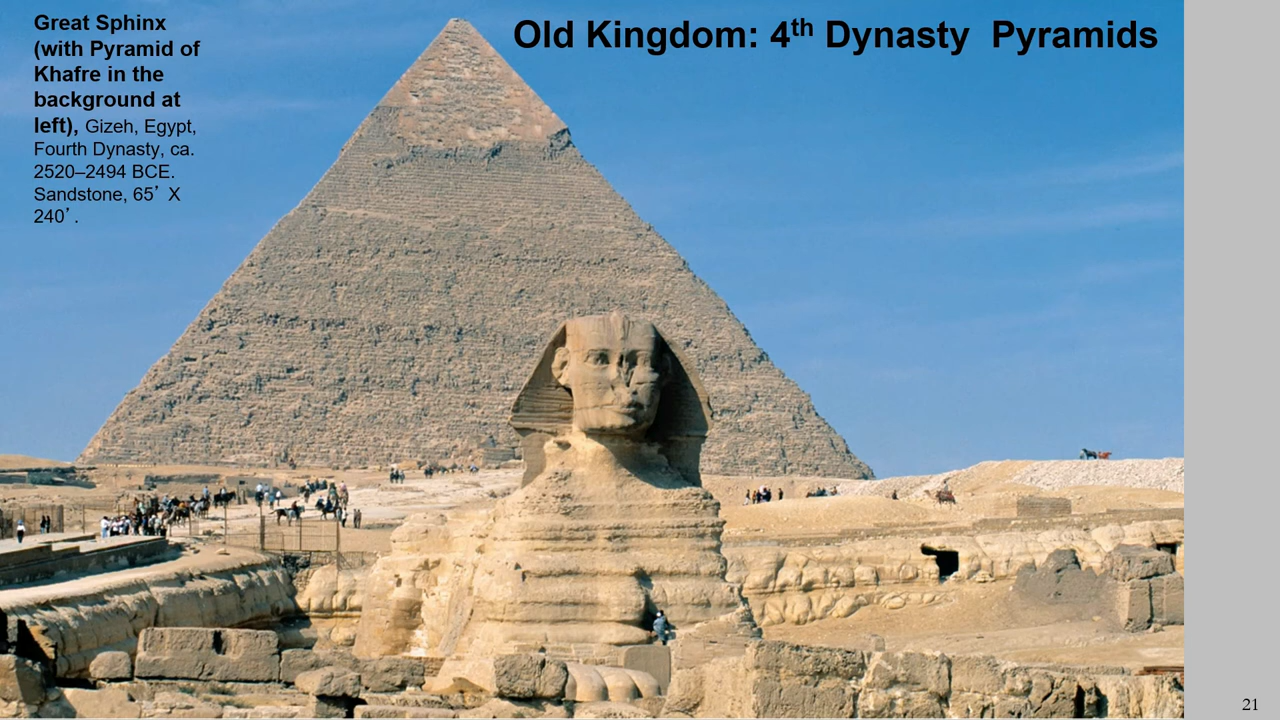 Great Sphinx
(with Pyramid of
Khafre in the
background at
left), Gizeh, Egypt,
Fourth Dynasty, ca.
2520–2494 BCE.
Sandstone, 65’ X
240’.
Old Kingdom: 4th Dynasty Pyramids
21